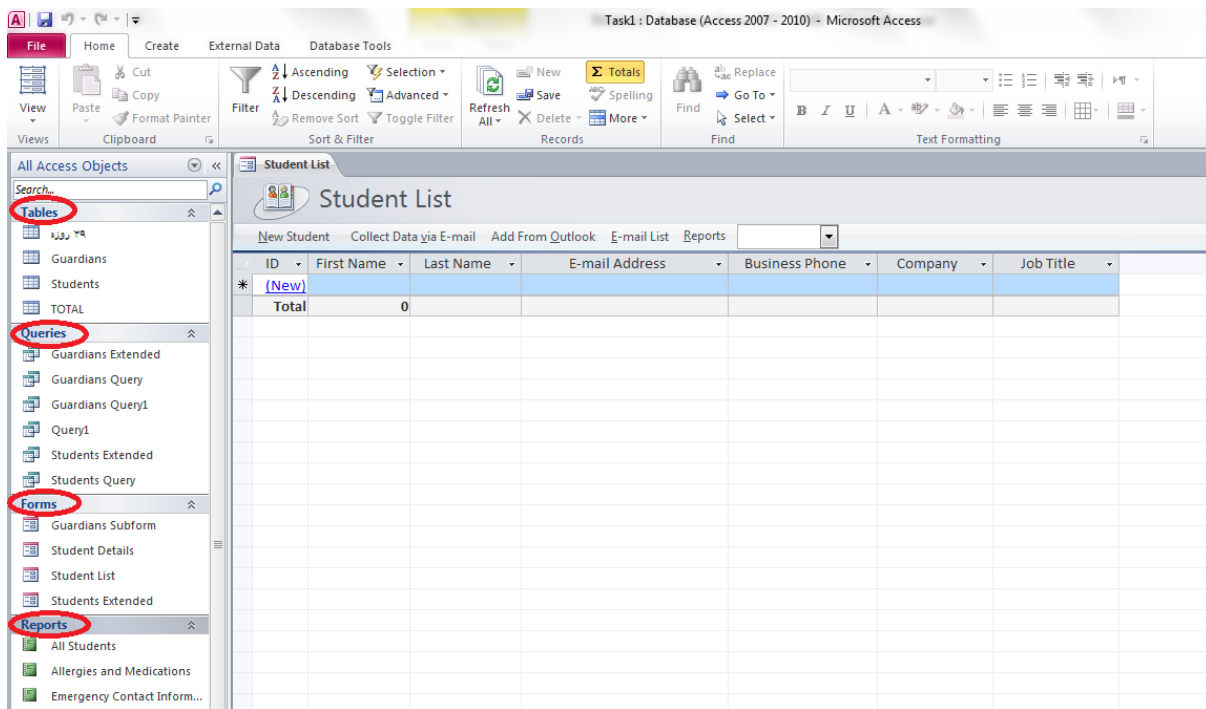 Task1 : Database (Access 2007 - 2010) - Microsoft Access
File Home Create External Data Database Tools
View
Paste
Cut
Copy
Format Painter
Filter
Ascending
Descending
Remove Sort
Selection
Advanced
Toggle Filter
Refresh
All
New
Save
Delete
Totals
Spelling
More
Find
Replace
Go To
Select
B I U A
Views Clipboard Sort & Filter Records Find Text Formatting
All Access Objects
Search...
Tables
۲۹ روزه
Guardians
Students
TOTAL
Queries
Guardians Extended
Guardians Query
Guardians Query1
Query1
Students Extended
Students Query
Forms
Guardians Subform
Student Details
Student List
Students Extended
Reports
All Students
Allergies and Medications
Emergency Contact Inform...
Student List
Student List
New Student Collect Data via E-mail Add From Outlook E-mail List Reports
ID First Name Last Name E-mail Address Business Phone Company Job Title
(New)
Total 0